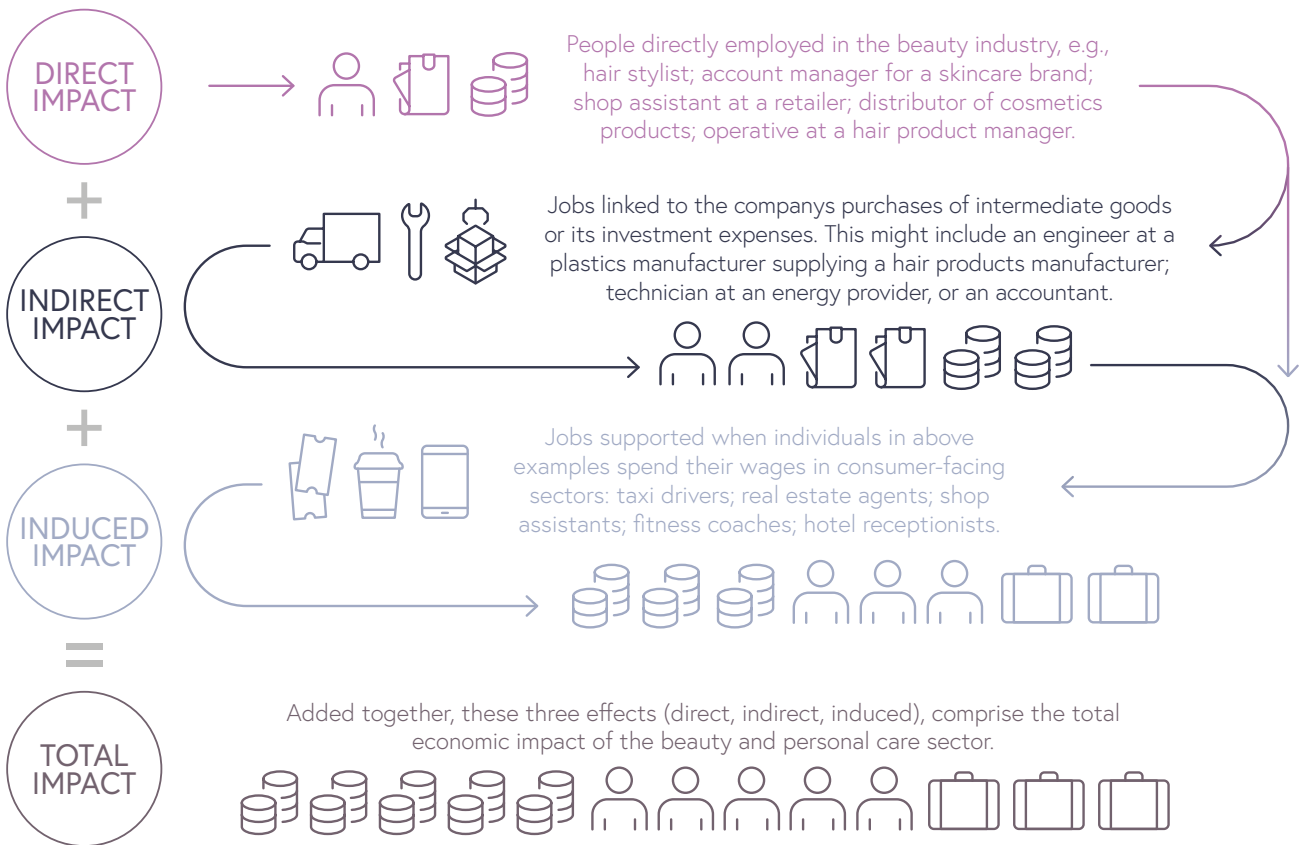 DIRECT
IMPACT
People directly employed in the beauty industry, e.g.,
hair stylist; account manager for a skincare brand;
shop assistant at a retailer; distributor of cosmetics
products; operative at a hair product manager.
+
INDIRECT
IMPACT
Jobs linked to the companys purchases of intermediate goods
or its investment expenses. This might include an engineer at a
plastics manufacturer supplying a hair products manufacturer;
technician at an energy provider, or an accountant.
+
INDUCED
IMPACT
Jobs supported when individuals in above
examples spend their wages in consumer-facing
sectors: taxi drivers; real estate agents; shop
assistants; fitness coaches; hotel receptionists.
=
TOTAL
IMPACT
Added together, these three effects (direct, indirect, induced), comprise the total
economic impact of the beauty and personal care sector.